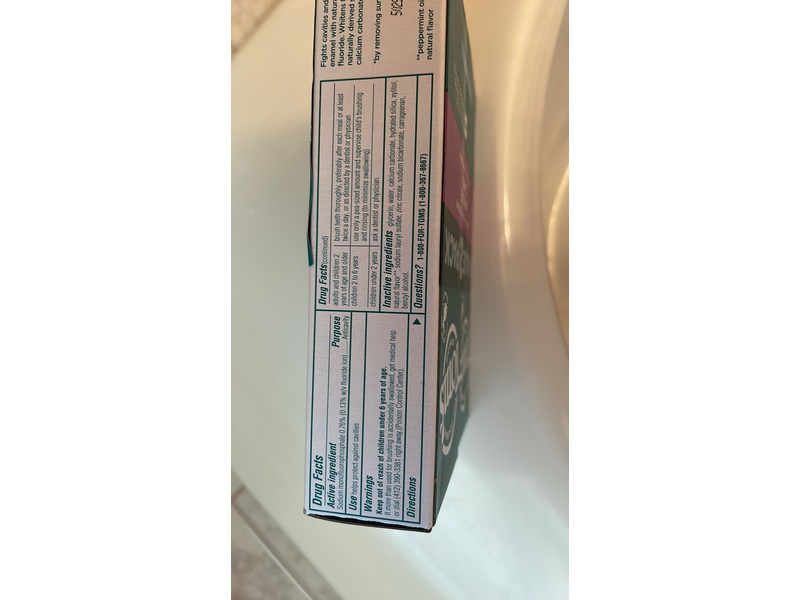 Drug Facts
Active ingredient Purpose
Sodium monofluorophosphate 0.76% (0.13% w/v fluoride ion) ..... Anticavity
Use helps protect against cavities
Warnings
Keep out of reach of children under 6 years of age.
If more than used for brushing is accidentally swallowed, get medical help
or dial (412) 390-3381 right away (Poison Control Center).
Directions
Drug Facts (continued)
adults and children 2 years of age and older
brush teeth thoroughly, preferably after each meal or at least
twice a day, or as directed by a dentist or physician
children 2 to 6 years
use only a pea-sized amount and supervise child's brushing
and rinsing (to minimize swallowing)
children under 2 years
ask a dentist or physician
Inactive ingredients glycerin, water, calcium carbonate, hydrated silica, xylitol,
natural flavor**, sodium lauryl sulfate, zinc citrate, sodium bicarbonate, carrageenan,
benzyl alcohol.
Questions? 1-800-FOR-TOMS (1-800-367-8667)
Fights cavities and
enamel with natur
fluoride. Whitens t
naturally derived s
calcium carbonate
*by removing sur
5029
**peppermint oi
natural flavor
Tom's